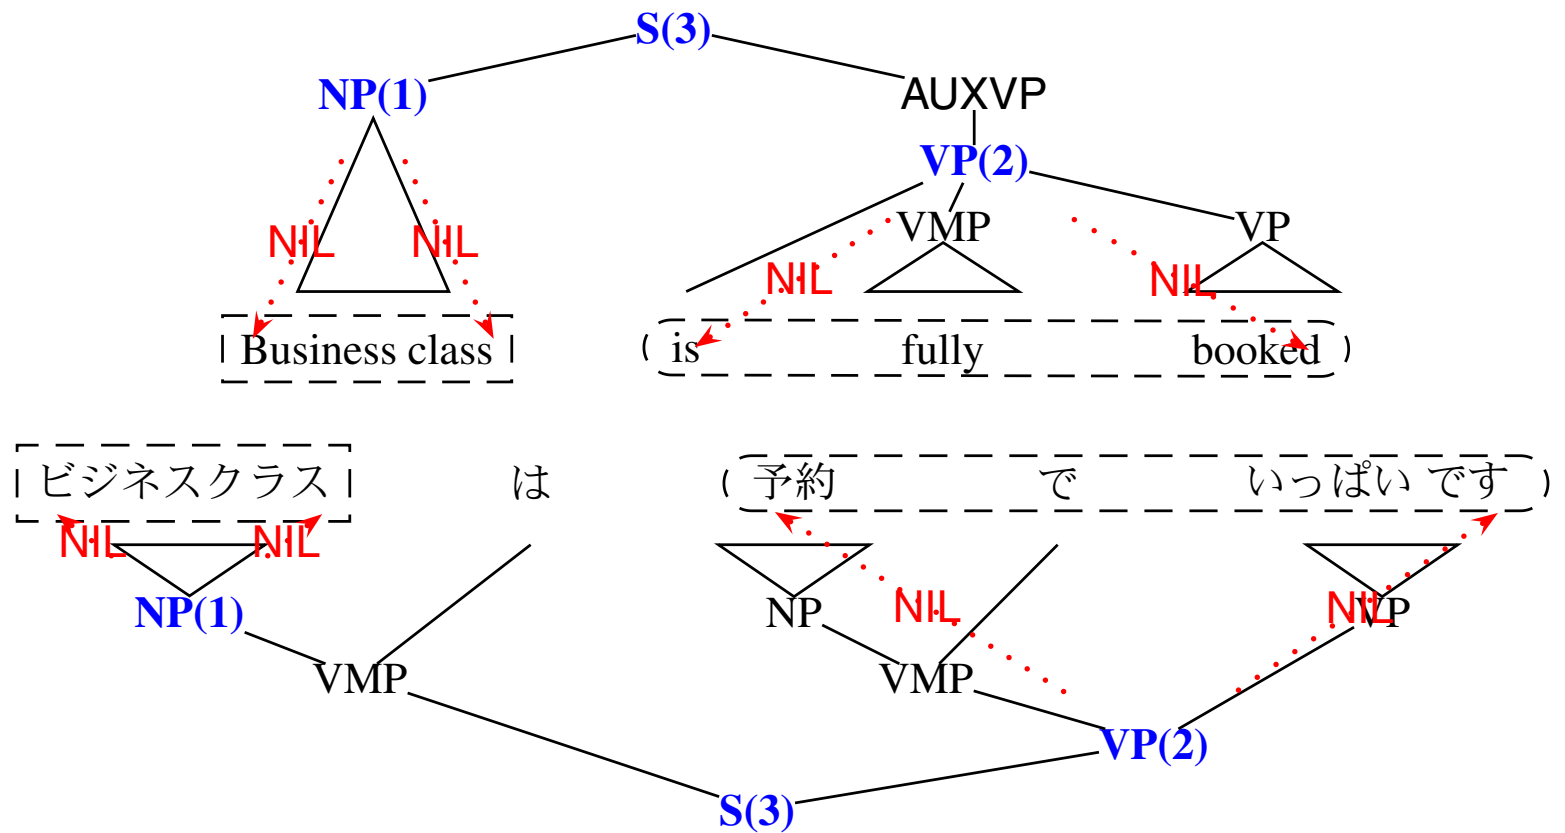 S(3)
NP(1) AUXVP
VP(2)
VMP VP
NIL NIL NIL NIL
Business class is fully booked
ビジネスクラス は 予約 で いっぱい です
NIL NIL
NP(1) NP NIL NIL VP
VMP VMP
VP(2)
S(3)